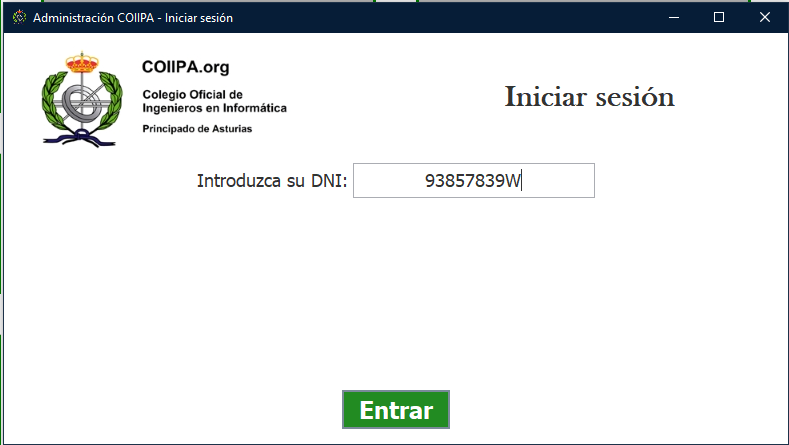 Administración COIIPA - Iniciar sesión
COIIPA.org
Colegio Oficial de
Ingenieros en Informática
Principado de Asturias
Iniciar sesión
Introduzca su DNI: 93857839W
Entrar